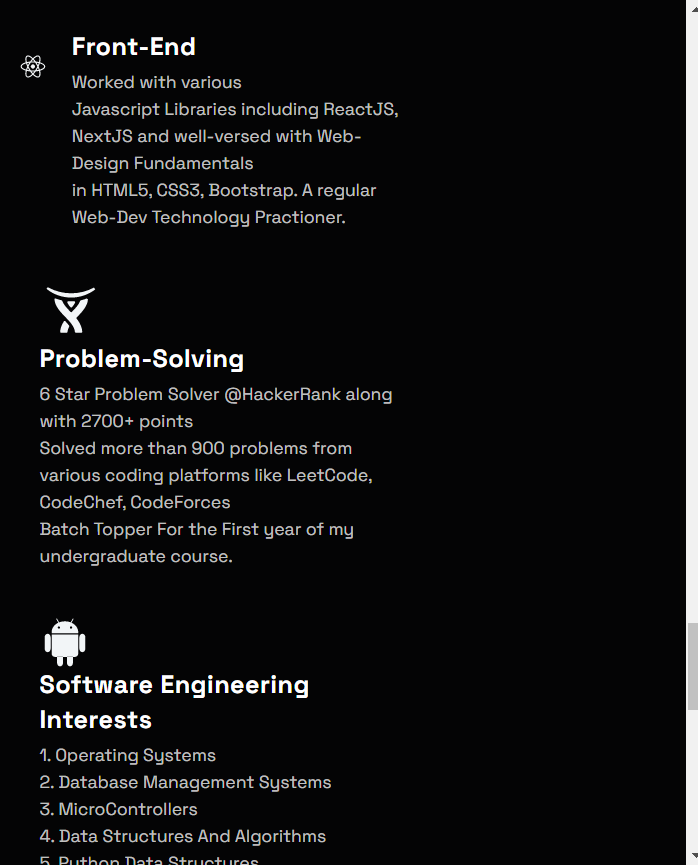 Front-End
Worked with various
Javascript Libraries including ReactJS,
NextJS and well-versed with Web-
Design Fundamentals
in HTML5, CSS3, Bootstrap. A regular
Web-Dev Technology Practioner.
Problem-Solving
6 Star Problem Solver @HackerRank along
with 2700+ points
Solved more than 900 problems from
various coding platforms like LeetCode,
CodeChef, CodeForces
Batch Topper For the First year of my
undergraduate course.
Software Engineering
Interests
1. Operating Systems
2. Database Management Systems
3. MicroControllers
4. Data Structures And Algorithms
5. Python Data Structures